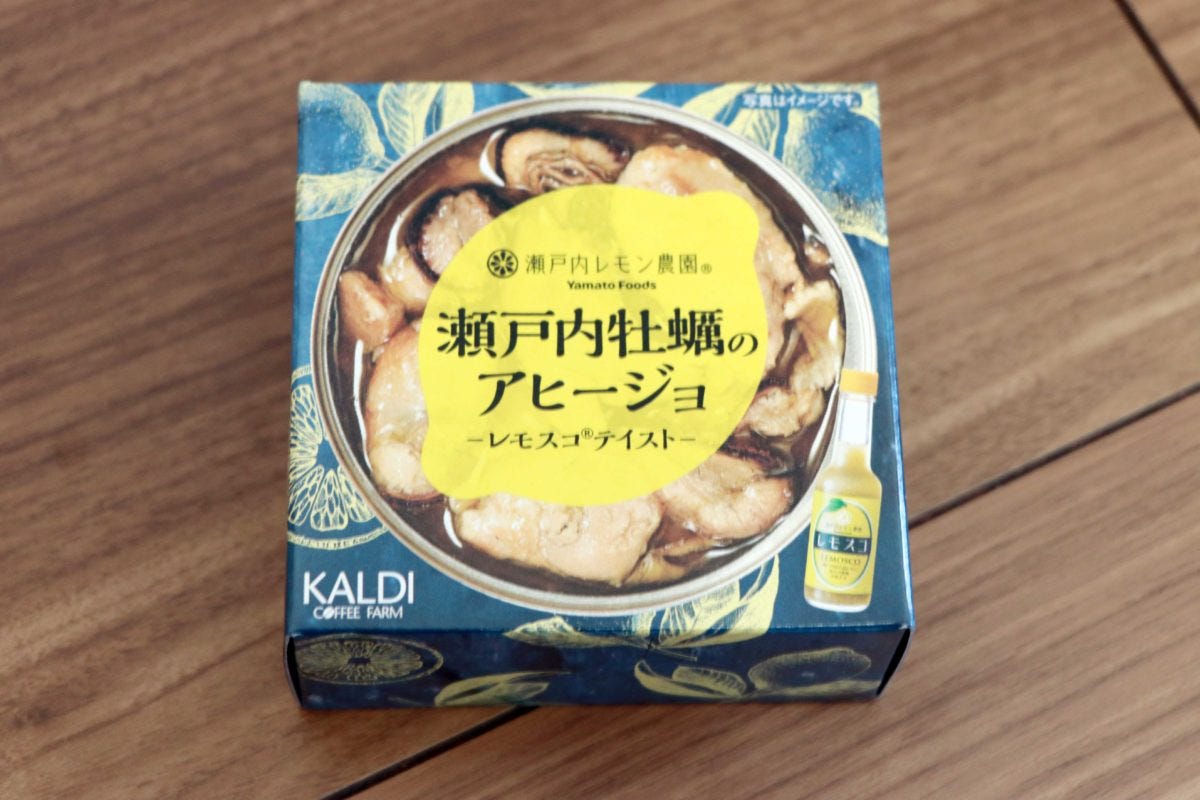 写真はイメージです。
瀬戸内レモン農園®
Yamato Foods
瀬戸内牡蠣の
アヒージョ
-レモスコ®テイスト-
レモスコ
LEMOSCO
KALDI
COFFEE FARM